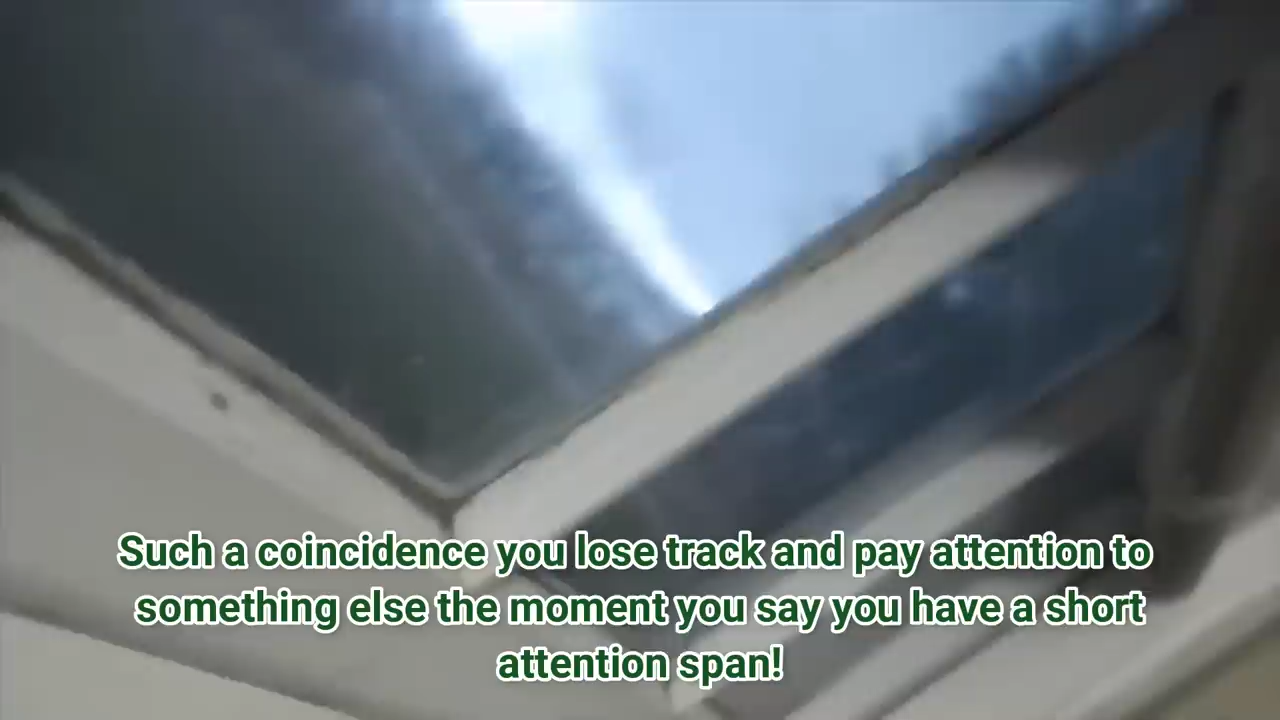 Such a coincidence you lose track and pay attention to
something else the moment you say you have a short
attention span!